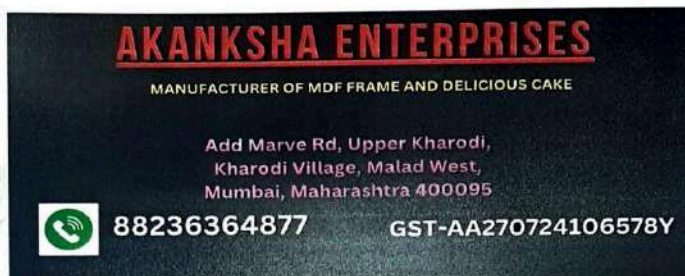 AKANKSHA ENTERPRISES
MANUFACTURER OF MDF FRAME AND DELICIOUS CAKE
Add Marve Rd, Upper Kharodi,
Kharodi Village, Malad West,
Mumbai, Maharashtra 400095
88236364877 GST-AA270724106578Y